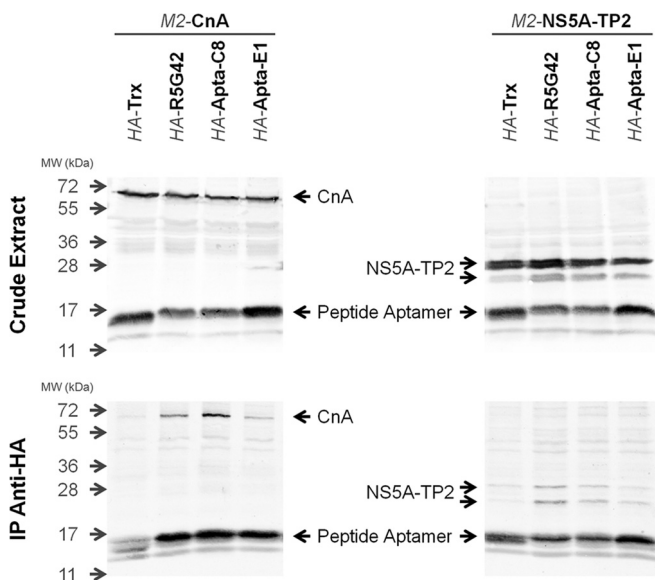 M2-CnA
M2-NS5A-TP2
HA-Trx
HA-R5G42
HA-Apta-C8
HA-Apta-E1
HA-Trx
HA-R5G42
HA-Apta-C8
HA-Apta-E1
Crude Extract
MW (kDa)
72
55
36
28
17
11
CnA
NS5A-TP2
Peptide Aptamer
IP Anti-HA
MW (kDa)
72
55
36
28
17
11
CnA
NS5A-TP2
Peptide Aptamer